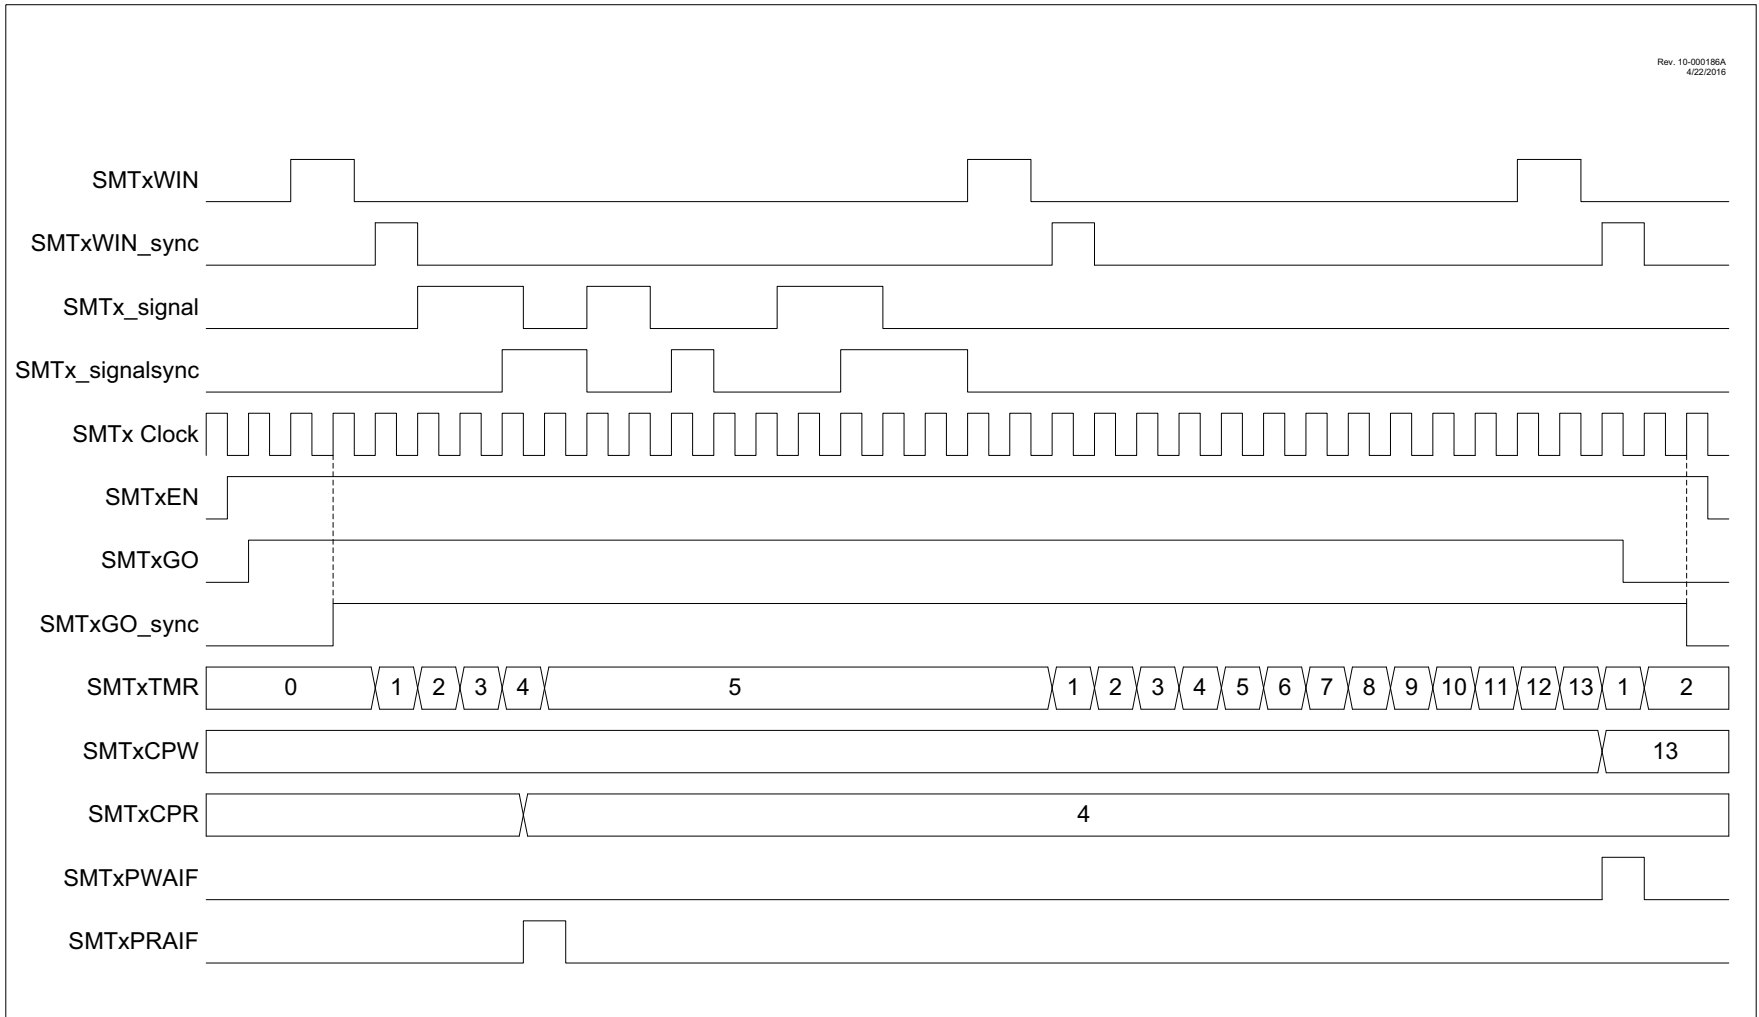 Rev. 10-000186A
4/22/2016
SMTxWIN
SMTxWIN_sync
SMTx_signal
SMTx_signalsync
SMTx Clock
SMTxEN
SMTxGO
SMTxGO_sync
SMTxTMR 0 1 2 3 4 5 1 2 3 4 5 6 7 8 9 10 11 12 13 1 2
SMTxCPW 13
SMTxCPR 4
SMTxPWAIF
SMTxPRAIF